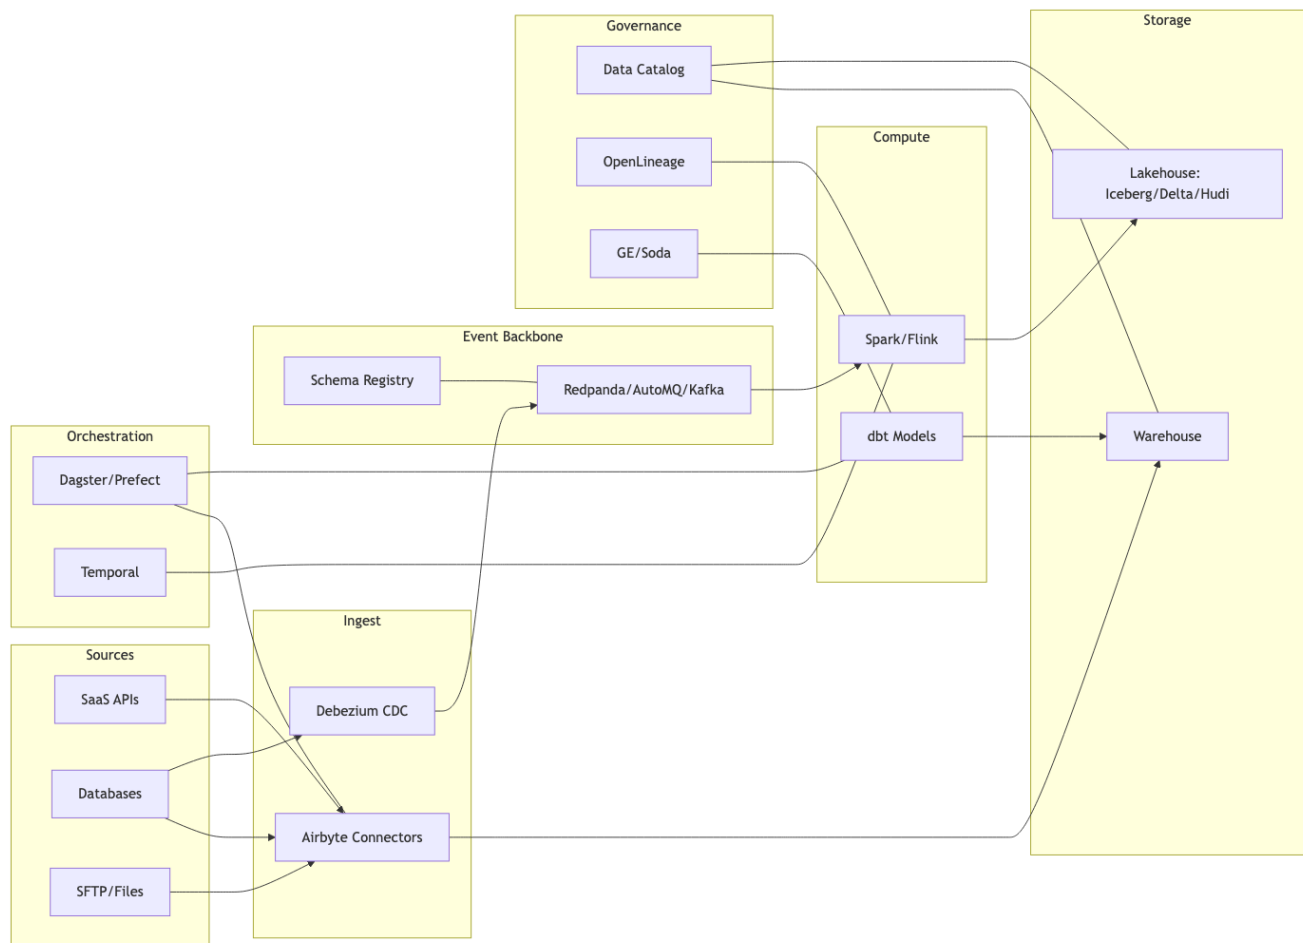 Governance
Data Catalog
OpenLineage
GE/Soda
Storage
Lakehouse:
Iceberg/Delta/Hudi
Warehouse
Compute
Spark/Flink
dbt Models
Event Backbone
Schema Registry
Redpanda/AutoMQ/Kafka
Orchestration
Dagster/Prefect
Temporal
Ingest
Debezium CDC
Airbyte Connectors
Sources
SaaS APIs
Databases
SFTP/Files